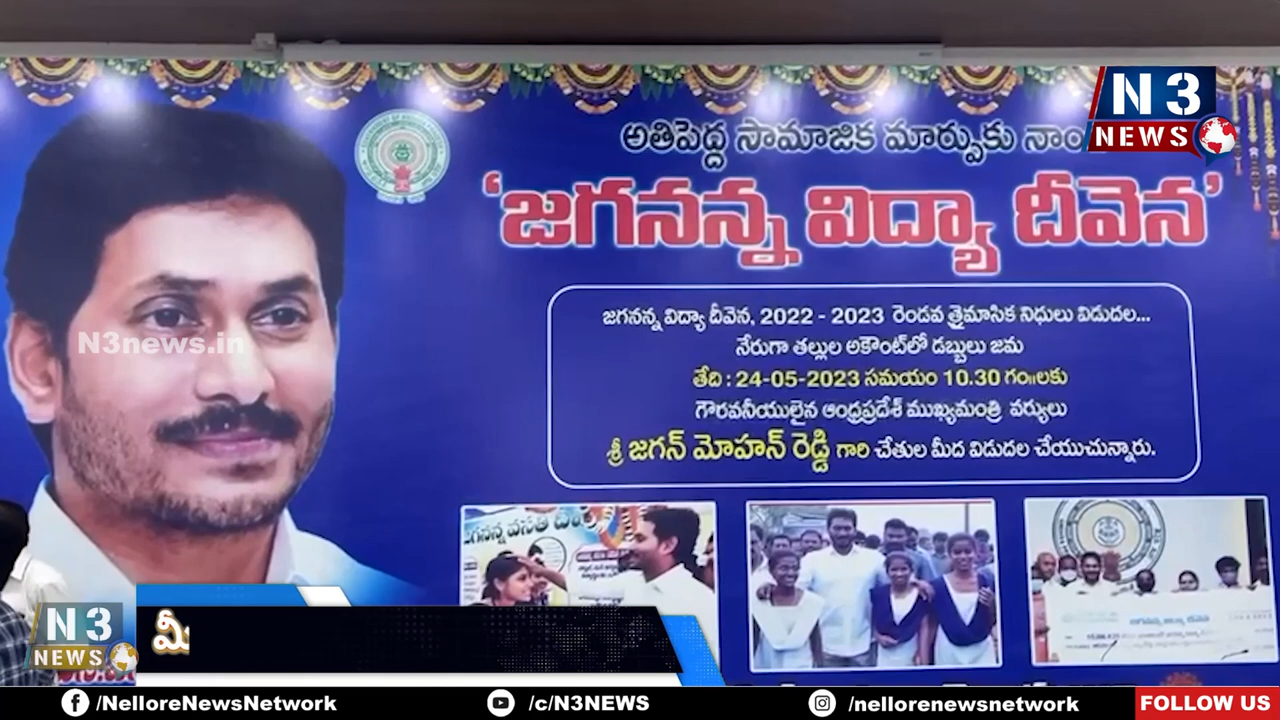 N3
NEWS
అతిపెద్ద సామాజిక మార్పుకు
‘జగనన్న విద్యా దీవెన’
జగనన్న విద్యా దీవెన, 2022 - 2023 రెండవ త్రైమాసిక నిధులు విడుదల...
నేరుగా తల్లుల అకౌంట్‌లో డబ్బులు జమ
తేది : 24-05-2023 సమయం 10.30 గం॥లకు
గౌరవనీయులైన ఆంధ్రప్రదేశ్ ముఖ్యమంత్రి వర్యులు
శ్రీ జగన్ మోహన్ రెడ్డి గారి చేతుల మీద విడుదల చేయుచున్నారు.
N3news.in
జగనన్న విద్యా దీవెన
N3
NEWS
మీ
/NelloreNewsNetwork
/c/N3NEWS
/nellorenewsnetwork
FOLLOW US